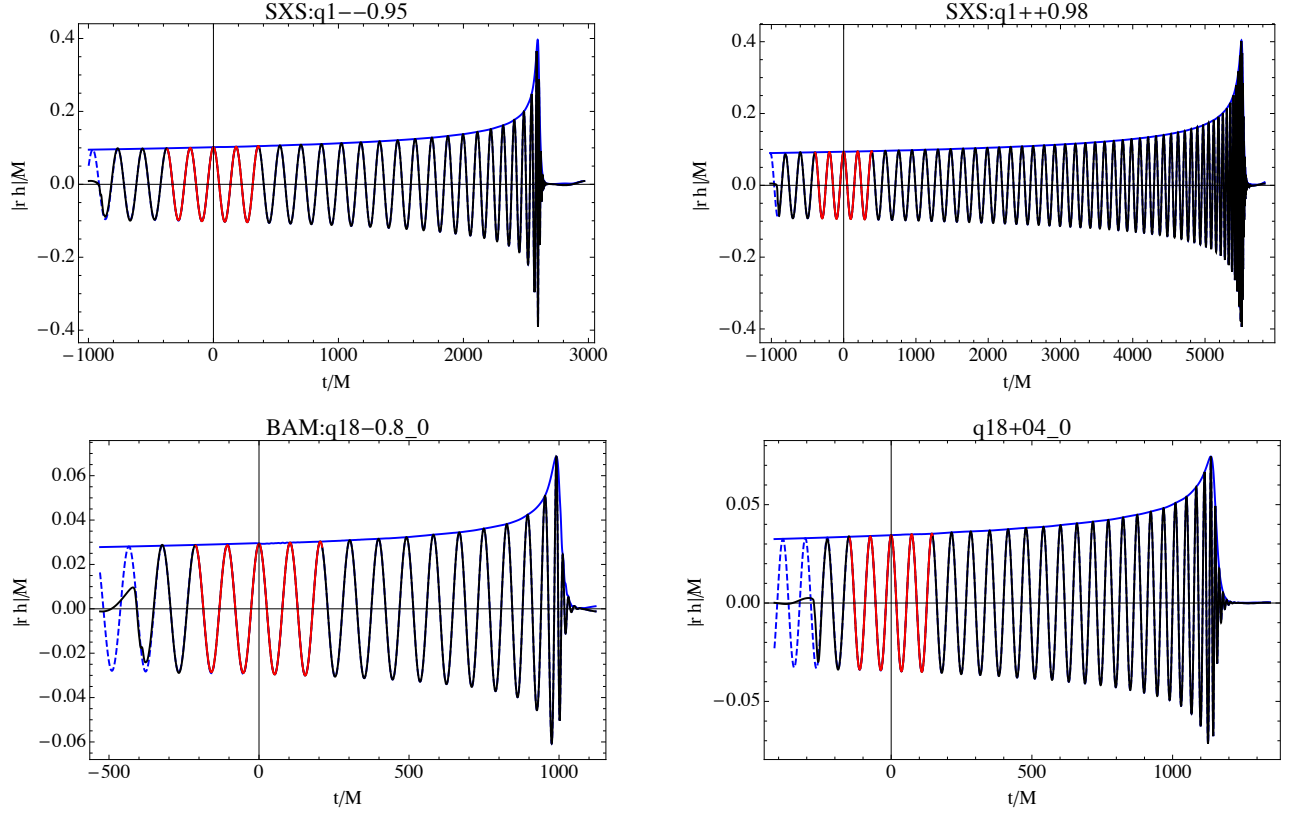 SXS:q1−−0.95
0.4
0.2
0.0
−0.2
−0.4
|r h|/M
−1000 0 1000 2000 3000
t/M
SXS:q1++0.98
0.4
0.2
0.0
−0.2
−0.4
|r h|/M
−1000 0 1000 2000 3000 4000 5000
t/M
BAM:q18−0.8_0
0.06
0.04
0.02
0.00
−0.02
−0.04
−0.06
|r h|/M
−500 0 500 1000
t/M
q18+04_0
0.05
0.00
−0.05
|r h|/M
0 500 1000
t/M